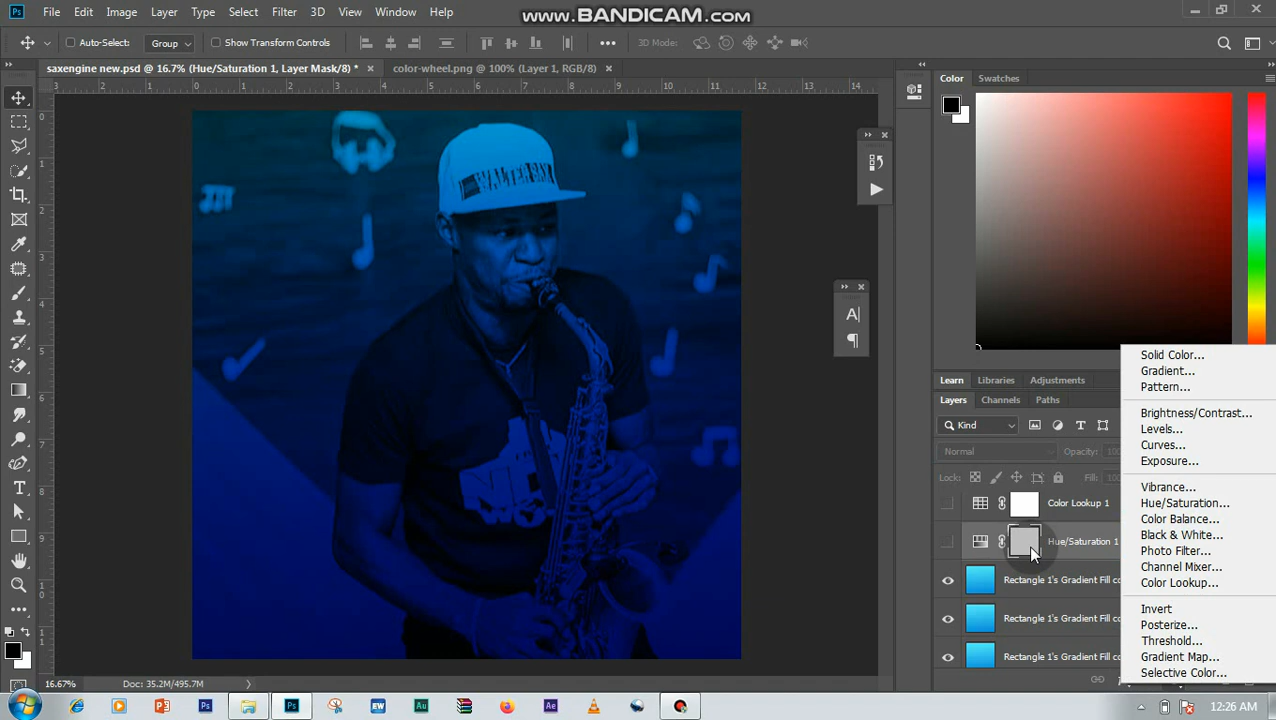 www.BANDICAM.com
Ps File Edit Image Layer Type Select Filter 3D View Window Help
Auto-Select: Group Show Transform Controls 3D Mode:
saxengine new.psd @ 16.7% (Hue/Saturation 1, Layer Mask/8) * × color-wheel.png @ 100% (Layer 1, RGB/8) ×
Color Swatches
WALTER SAX
Learn Libraries Adjustments
Layers Channels Paths
Kind
Normal Opacity:
Lock: Fill:
Color Lookup 1
Hue/Saturation 1
Rectangle 1's Gradient Fill co
Rectangle 1's Gradient Fill co
Rectangle 1's Gradient Fill co
Solid Color...
Gradient...
Pattern...
Brightness/Contrast...
Levels...
Curves...
Exposure...
Vibrance...
Hue/Saturation...
Color Balance...
Black & White...
Photo Filter...
Channel Mixer...
Color Lookup...
Invert
Posterize...
Threshold...
Gradient Map...
Selective Color...
16.67% Doc: 35.2M/495.7M
12:26 AM